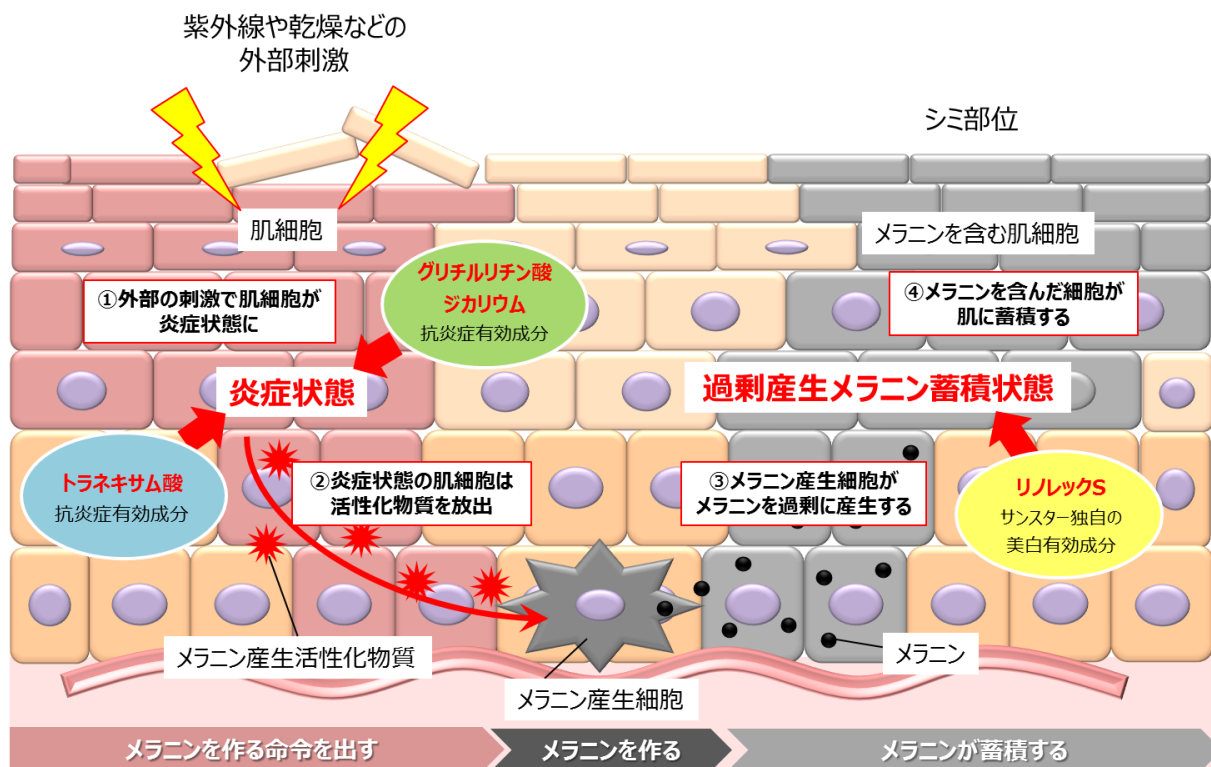 紫外線や乾燥などの
外部刺激
シミ部位
肌細胞
メラニンを含む肌細胞
グリチルリチン酸
ジカリウム
抗炎症有効成分
①外部の刺激で肌細胞が
炎症状態に
④メラニンを含んだ細胞が
肌に蓄積する
炎症状態
過剰産生メラニン蓄積状態
トラネキサム酸
抗炎症有効成分
②炎症状態の肌細胞は
活性化物質を放出
③メラニン産生細胞が
メラニンを過剰に産生する
リノレックS
サンスター独自の
美白有効成分
メラニン産生活性化物質
メラニン
メラニン産生細胞
メラニンを作る命令を出す
メラニンを作る
メラニンが蓄積する